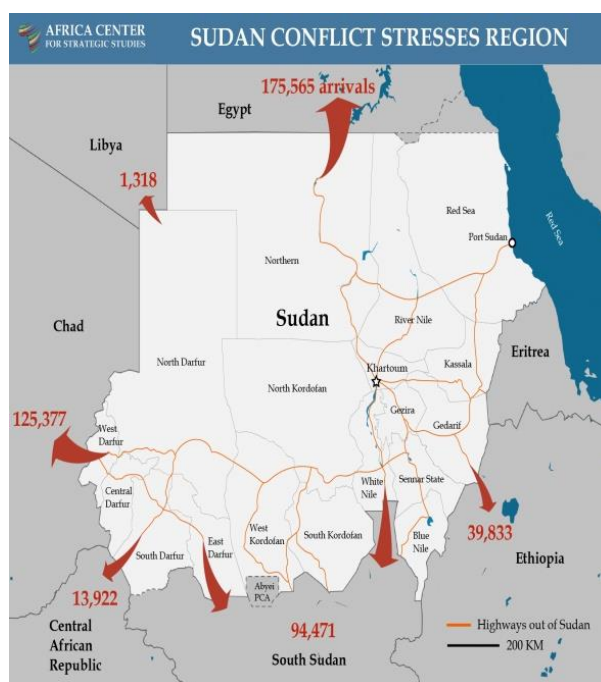 AFRICA CENTER
FOR STRATEGIC STUDIES
SUDAN CONFLICT STRESSES REGION
175,565 arrivals
Egypt
Libya
1,318
Red Sea
Port Sudan
Red Sea
Northern
Sudan
River Nile
Chad
North Darfur
Khartoum
Kassala
Eritrea
North Kordofan
Gezira
Gedarif
125,377
West
Darfur
Central
Darfur
White
Nile
Sennar State
39,833
South Darfur
East
Darfur
West
Kordofan
South Kordofan
Blue
Nile
Ethiopia
13,922
Abyei
PCA
Central
African
Republic
94,471
South Sudan
Highways out of Sudan
200 KM